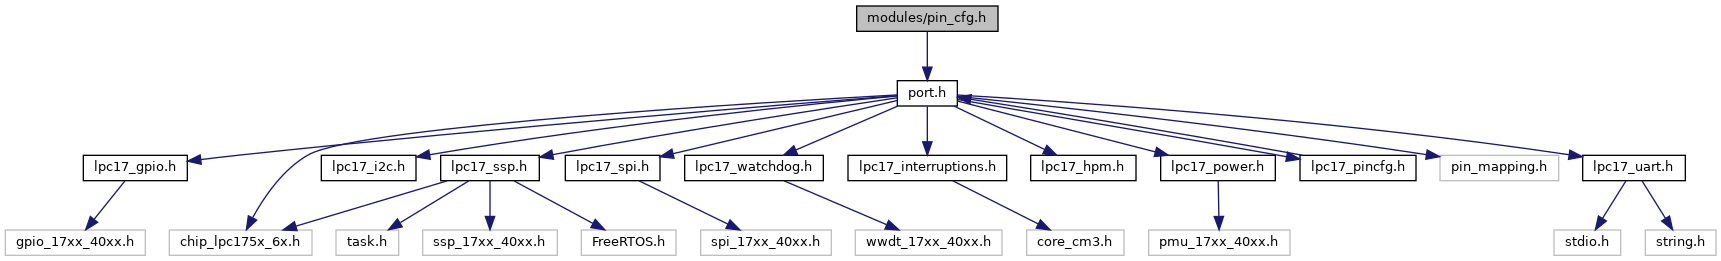 modules/pin_cfg.h
port.h
lpc17_gpio.h
lpc17_i2c.h
lpc17_ssp.h
lpc17_spi.h
lpc17_watchdog.h
lpc17_interruptions.h
lpc17_hpm.h
lpc17_power.h
lpc17_pincfg.h
pin_mapping.h
lpc17_uart.h
gpio_17xx_40xx.h
chip_lpc175x_6x.h
task.h
ssp_17xx_40xx.h
FreeRTOS.h
spi_17xx_40xx.h
wwdt_17xx_40xx.h
core_cm3.h
pmu_17xx_40xx.h
stdio.h
string.h